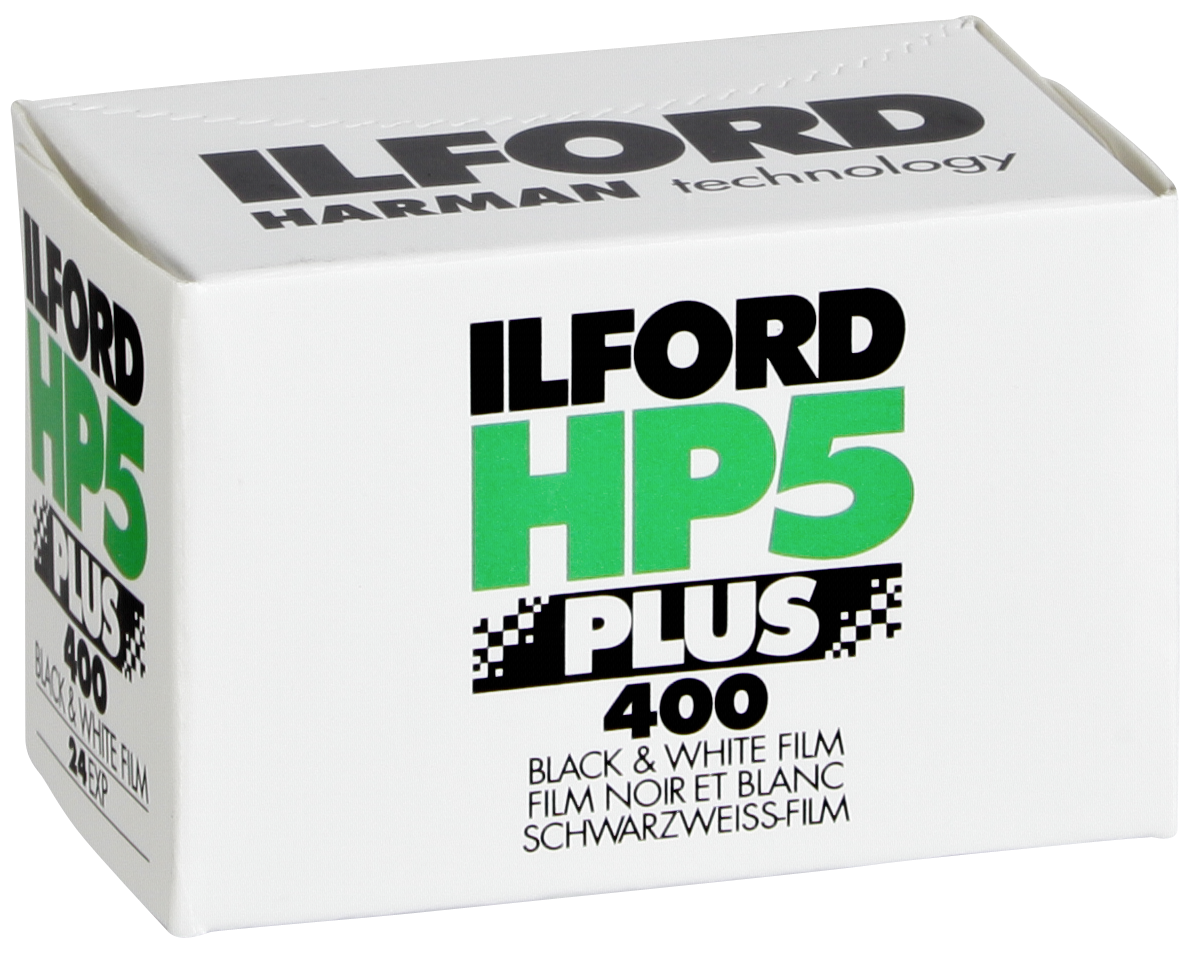 ILFORD
HARMAN technology
ILFORD
HP5
PLUS
400
BLACK & WHITE FILM
FILM NOIR ET BLANC
SCHWARZWEISS-FILM
ILFORD
HP5
PLUS
400
BLACK & WHITE FILM
24 EXP